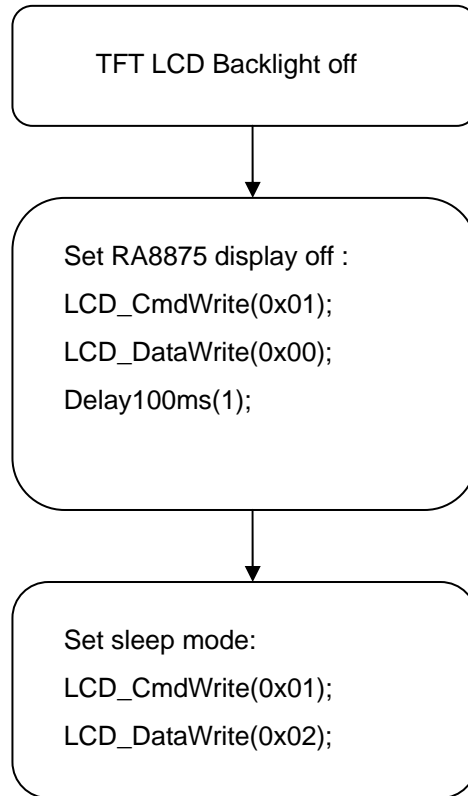 TFT LCD Backlight off
Set RA8875 display off :
LCD_CmdWrite(0x01);
LCD_DataWrite(0x00);
Delay100ms(1);
Set sleep mode:
LCD_CmdWrite(0x01);
LCD_DataWrite(0x02);